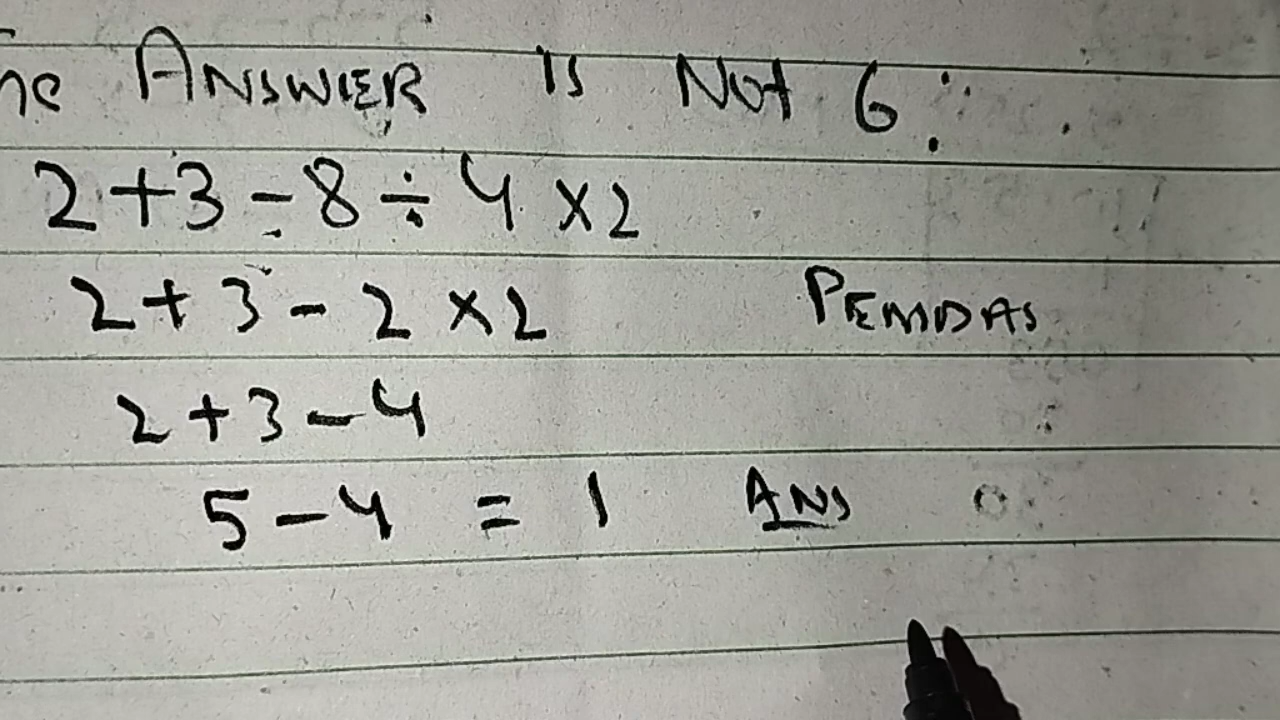 Answer is Not 6:
2 + 3 - 8 ÷ 4 × 2
2 + 3 - 2 × 2 PEMDAS
2 + 3 - 4
5 - 4 = 1 Ans